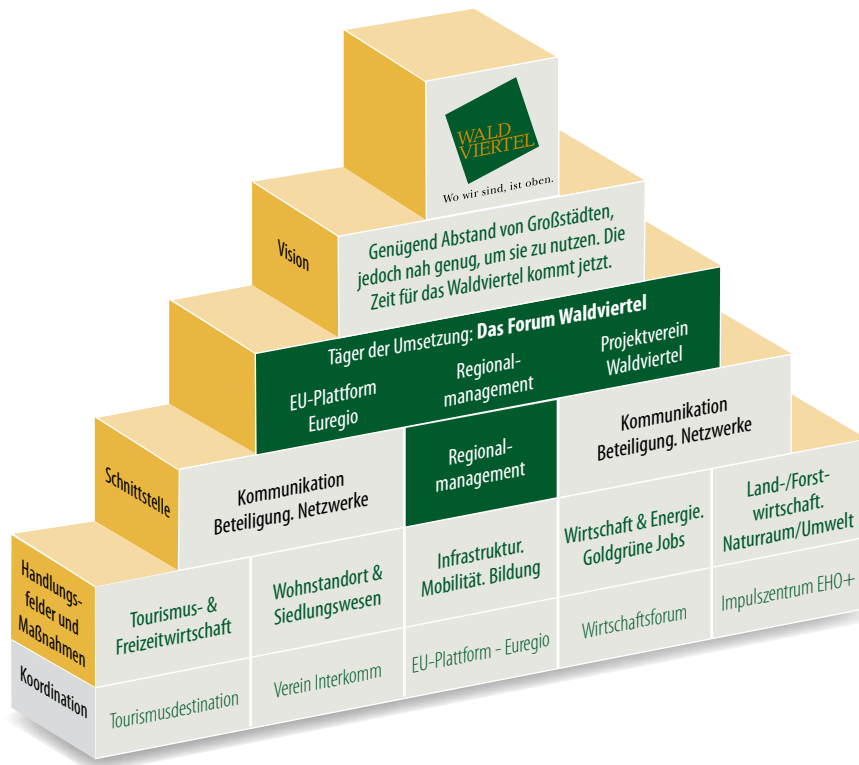 WALD
VIERTEL
Wo wir sind, ist oben.
Vision
Genügend Abstand von Großstädten,
jedoch nah genug, um sie zu nutzen. Die
Zeit für das Waldviertel kommt jetzt.
Täger der Umsetzung: Das Forum Waldviertel
EU-Plattform
Euregio
Regional-
management
Projektverein
Waldviertel
Schnittstelle
Kommunikation
Beteiligung. Netzwerke
Regional-
management
Kommunikation
Beteiligung. Netzwerke
Handlungs-
felder und
Maßnahmen
Tourismus- &
Freizeitwirtschaft
Wohnstandort &
Siedlungswesen
Infrastruktur.
Mobilität. Bildung
Wirtschaft & Energie.
Goldgrüne Jobs
Land-/Forst-
wirtschaft.
Naturraum/Umwelt
Koordination
Tourismusdestination
Verein Interkomm
EU-Plattform - Euregio
Wirtschaftsforum
Impulszentrum EHO+